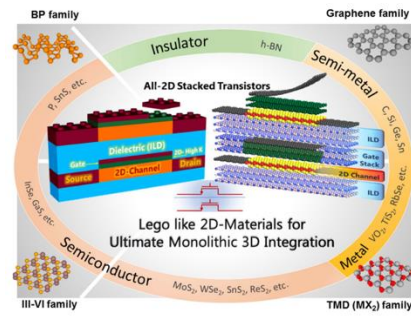 BP family
Graphene family
Insulator
h-BN
Semi-metal
C, Si, Ge, Sn
P, SnS, etc.
All-2D Stacked Transistors
Dielectric (ILD)
2D- High K
Gate
Source
2D-Channel
Drain
ILD
Gate
Stack
2D Channel
ILD
Lego like 2D-Materials for
Ultimate Monolithic 3D Integration
InSe, GaS, etc.
Semiconductor
MoS₂, WSe₂, SnS₂, ReS₂, etc.
Metal
VO₂, TiS₂, RbSe, etc.
III-VI family
TMD (MX₂) family